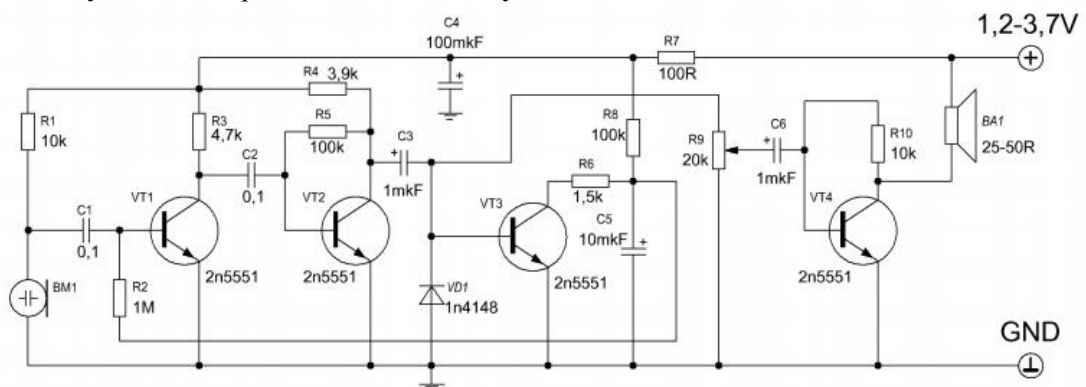 C4
100mkF
1,2-3,7V
R7
100R
R4 3,9k
R1
10k
R3
4,7k
R5
100k
C3
1mkF
R8
100k
R9
20k
C6
1mkF
R10
10k
BA1
25-50R
C2
0,1
R6
1,5k
VT1
VT2
VT3
VT4
C1
0,1
C5
10mkF
2n5551
2n5551
2n5551
2n5551
BM1
R2
1M
VD1
1n4148
GND